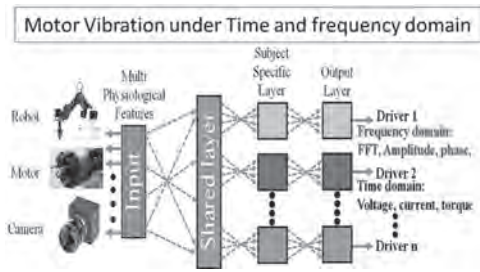 Motor Vibration under Time and frequency domain
Subject
Specific
Layer
Output
Layer
Multi
Physiological
Features
Robot
Motor
Camera
Input
Shared layer
Driver 1
Frequency domain:
FFT, Amplitude, phase,
Driver 2
Time domain:
Voltage, current, torque
Driver n